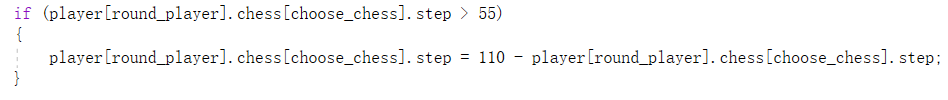 if (player[round_player].chess[choose_chess].step > 55)
{
player[round_player].chess[choose_chess].step = 110 - player[round_player].chess[choose_chess].step;
}